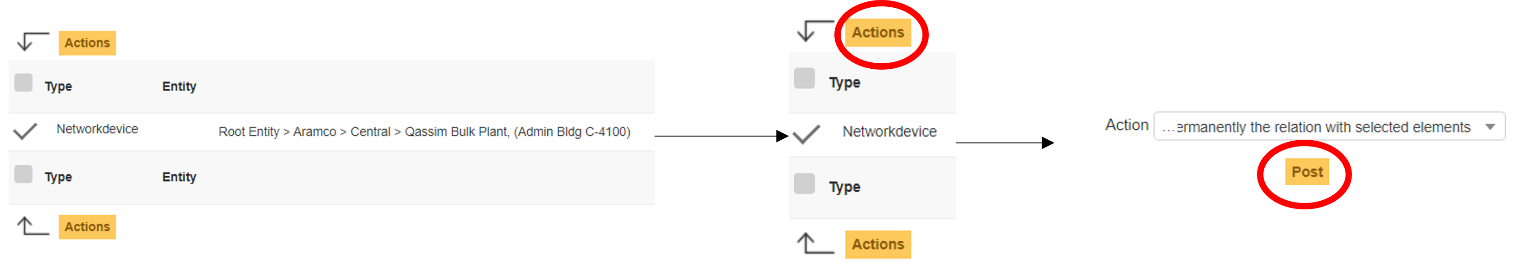 Actions
Type Entity
Networkdevice Root Entity > Aramco > Central > Qassim Bulk Plant, (Admin Bldg C-4100)
Type Entity
Actions
Actions
Type
Networkdevice
Type
Actions
Action ...ermanently the relation with selected elements
Post